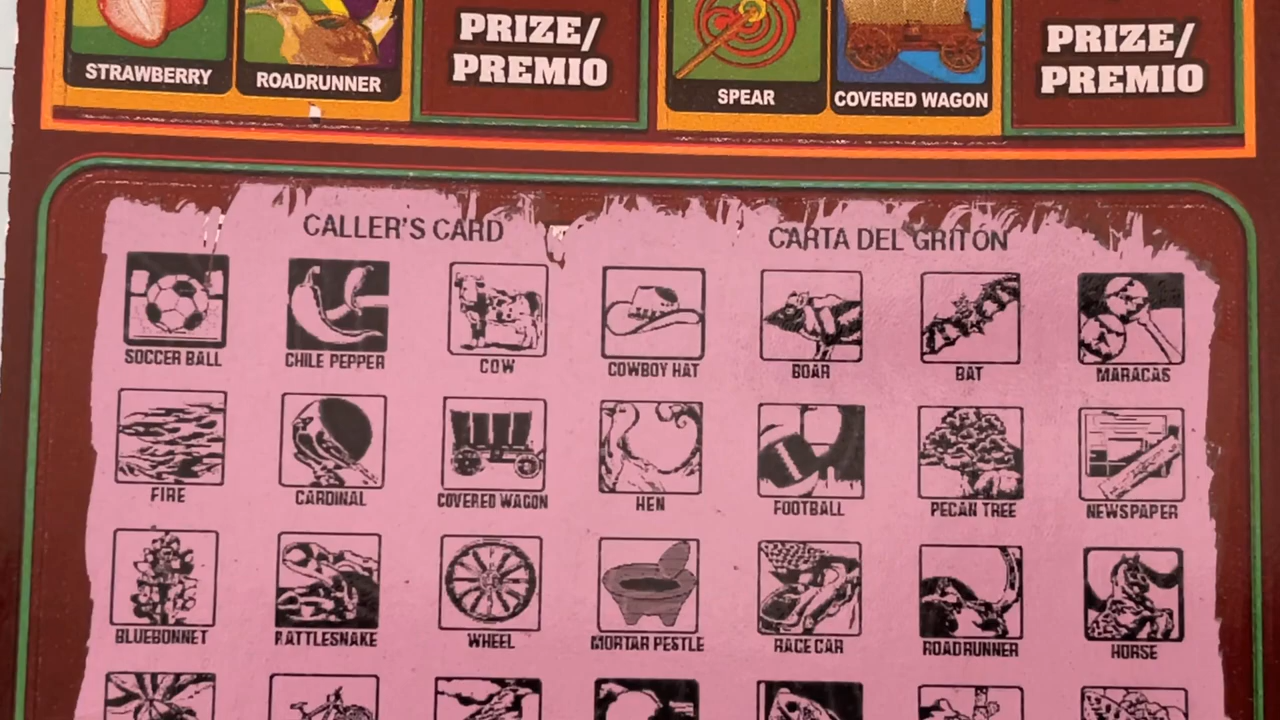 PRIZE/
PREMIO
STRAWBERRY
ROADRUNNER
PRIZE/
PREMIO
SPEAR
COVERED WAGON
CALLER'S CARD
CARTA DEL GRITÓN
SOCCER BALL
CHILE PEPPER
COW
COWBOY HAT
BOAR
BAT
MARACAS
FIRE
CARDINAL
COVERED WAGON
HEN
FOOTBALL
PECAN TREE
NEWSPAPER
BLUEBONNET
RATTLESNAKE
WHEEL
MORTAR PESTLE
RACE CAR
ROADRUNNER
HORSE